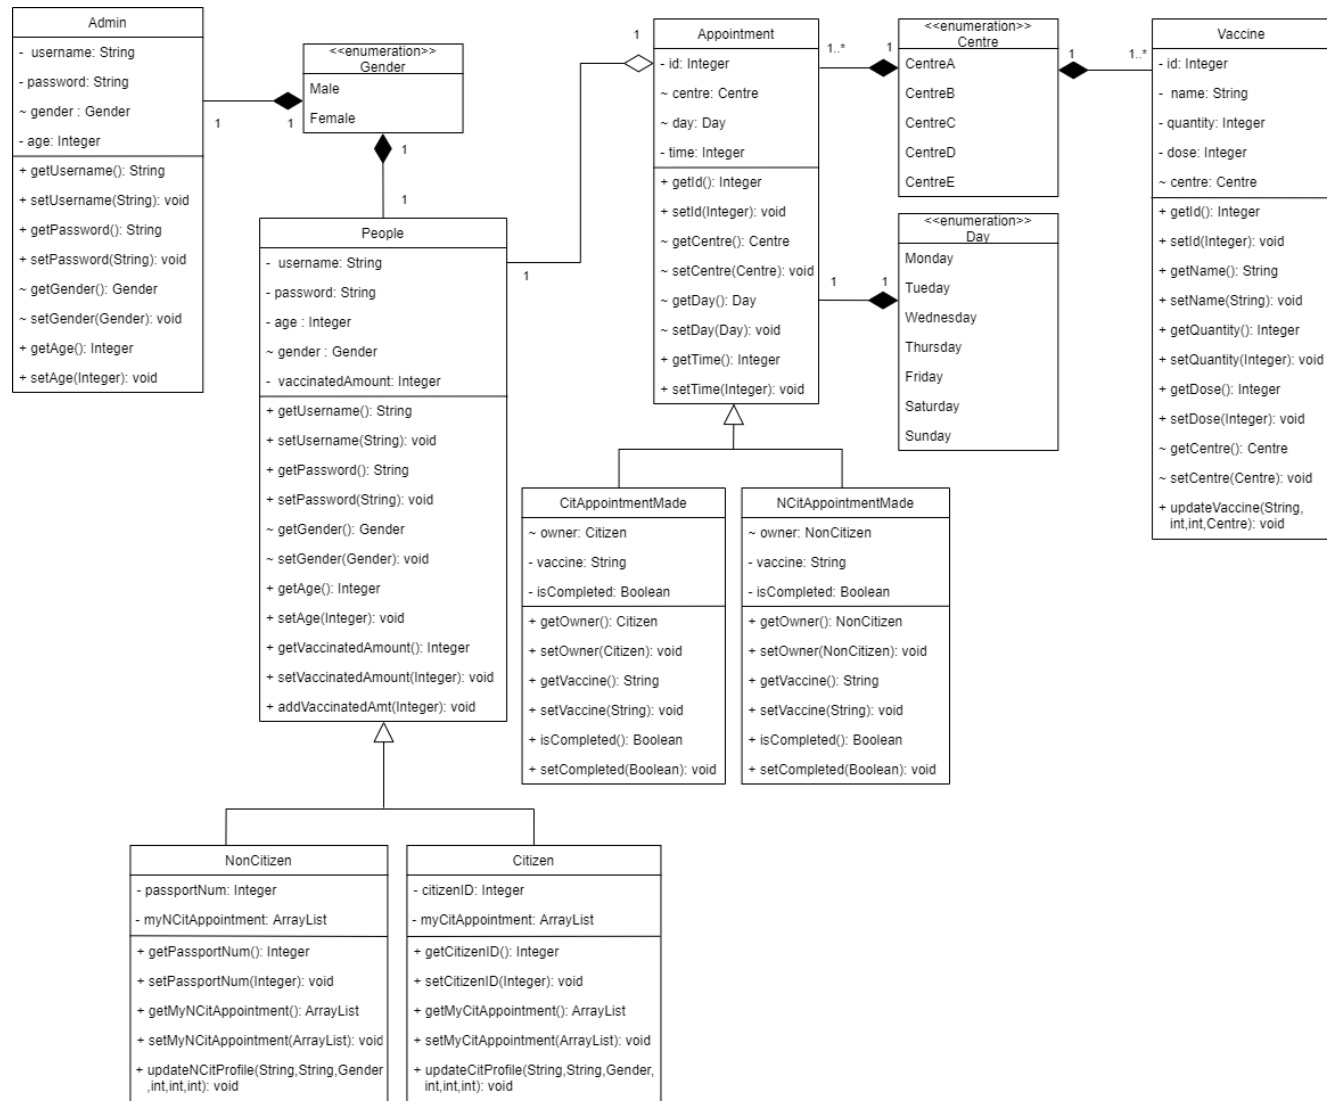 Admin
- username: String
- password: String
~ gender : Gender
- age: Integer
+ getUsername(): String
+ setUsername(String): void
+ getPassword(): String
+ setPassword(String): void
~ getGender(): Gender
~ setGender(Gender): void
+ getAge(): Integer
+ setAge(Integer): void
1
1
<<enumeration>>
Gender
Male
Female
1
1
People
- username: String
- password: String
- age : Integer
~ gender : Gender
- vaccinatedAmount: Integer
+ getUsername(): String
+ setUsername(String): void
+ getPassword(): String
+ setPassword(String): void
~ getGender(): Gender
~ setGender(Gender): void
+ getAge(): Integer
+ setAge(Integer): void
+ getVaccinatedAmount(): Integer
+ setVaccinatedAmount(Integer): void
+ addVaccinatedAmt(Integer): void
1
1
Appointment
- id: Integer
~ centre: Centre
~ day: Day
- time: Integer
+ getId(): Integer
+ setId(Integer): void
~ getCentre(): Centre
~ setCentre(Centre): void
~ getDay(): Day
~ setDay(Day): void
+ getTime(): Integer
+ setTime(Integer): void
1..*
1
<<enumeration>>
Centre
CentreA
CentreB
CentreC
CentreD
CentreE
1
1..*
1
1
<<enumeration>>
Day
Monday
Tueday
Wednesday
Thursday
Friday
Saturday
Sunday
Vaccine
- id: Integer
- name: String
- quantity: Integer
- dose: Integer
~ centre: Centre
+ getId(): Integer
+ setId(Integer): void
+ getName(): String
+ setName(String): void
+ getQuantity(): Integer
+ setQuantity(Integer): void
+ getDose(): Integer
+ setDose(Integer): void
~ getCentre(): Centre
~ setCentre(Centre): void
+ updateVaccine(String,
int,int,Centre): void
CitAppointmentMade
~ owner: Citizen
- vaccine: String
- isCompleted: Boolean
+ getOwner(): Citizen
+ setOwner(Citizen): void
+ getVaccine(): String
+ setVaccine(String): void
+ isCompleted(): Boolean
+ setCompleted(Boolean): void
NCitAppointmentMade
~ owner: NonCitizen
- vaccine: String
- isCompleted: Boolean
+ getOwner(): NonCitizen
+ setOwner(NonCitizen): void
+ getVaccine(): String
+ setVaccine(String): void
+ isCompleted(): Boolean
+ setCompleted(Boolean): void
NonCitizen
- passportNum: Integer
- myNCitAppointment: ArrayList
+ getPassportNum(): Integer
+ setPassportNum(Integer): void
+ getMyNCitAppointment(): ArrayList
+ setMyNCitAppointment(ArrayList): void
+ updateNCitProfile(String,String,Gender
,int,int,int): void
Citizen
- citizenID: Integer
- myCitAppointment: ArrayList
+ getCitizenID(): Integer
+ setCitizenID(Integer): void
+ getMyCitAppointment(): ArrayList
+ setMyCitAppointment(ArrayList): void
+ updateCitProfile(String,String,Gender,
int,int,int): void